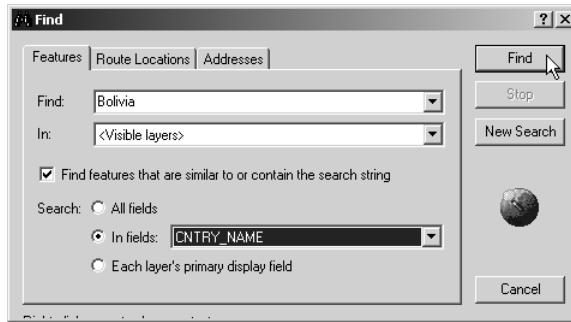 Find
Features Route Locations Addresses
Find: Bolivia
In: <Visible layers>
Find features that are similar to or contain the search string
Search: All fields
In fields: CNTRY_NAME
Each layer's primary display field
Find
Stop
New Search
Cancel